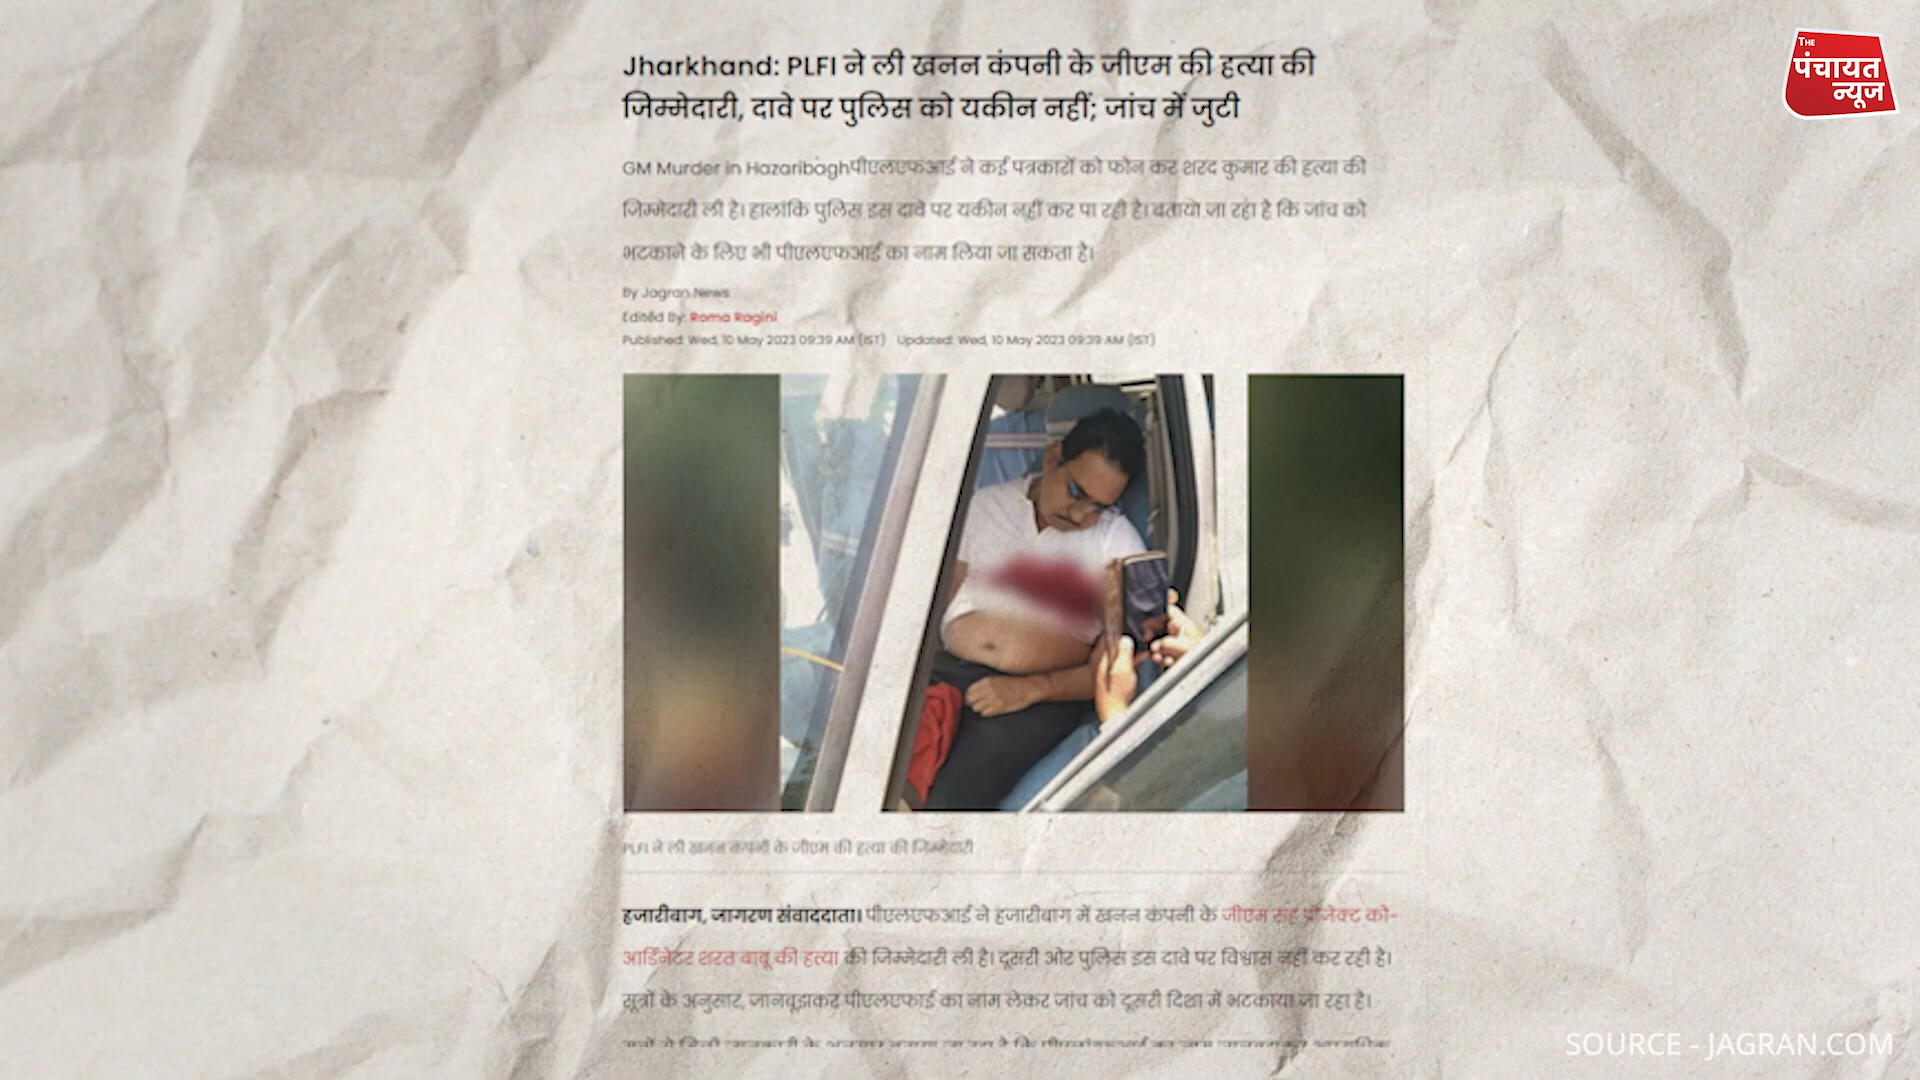 THE
पंचायत
न्यूज
Jharkhand: PLFI ने ली खनन कंपनी के जीएम की हत्या की
जिम्मेदारी, दावे पर पुलिस को यकीन नहीं; जांच में जुटी
GM Murder in Hazaribaghपीएलएफआई ने कई पत्रकारों को फोन कर शरद कुमार की हत्या की
जिम्मेदारी ली है। हालांकि पुलिस इस दावे पर यकीन नहीं कर पा रही है। बताया जा रहा है कि जांच को
भटकाने के लिए भी पीएलएफआई का नाम लिया जा सकता है।
By Jagran News
Edited By: Roma Ragini
Published: Wed, 10 May 2023 09:39 AM (IST) Updated: Wed, 10 May 2023 09:39 AM (IST)
PLFI ने ली खनन कंपनी के जीएम की हत्या की जिम्मेदारी
हजारीबाग, जागरण संवाददाता। पीएलएफआई ने हजारीबाग में खनन कंपनी के जीएम सह प्रोजेक्ट को-
आर्डिनेटर शरत बाबू की हत्या की जिम्मेदारी ली है। दूसरी ओर पुलिस इस दावे पर विश्वास नहीं कर रही है।
सूत्रों के अनुसार, जानबूझकर पीएलएफाई का नाम लेकर जांच को दूसरी दिशा में भटकाया जा रहा है।
SOURCE - JAGRAN.COM